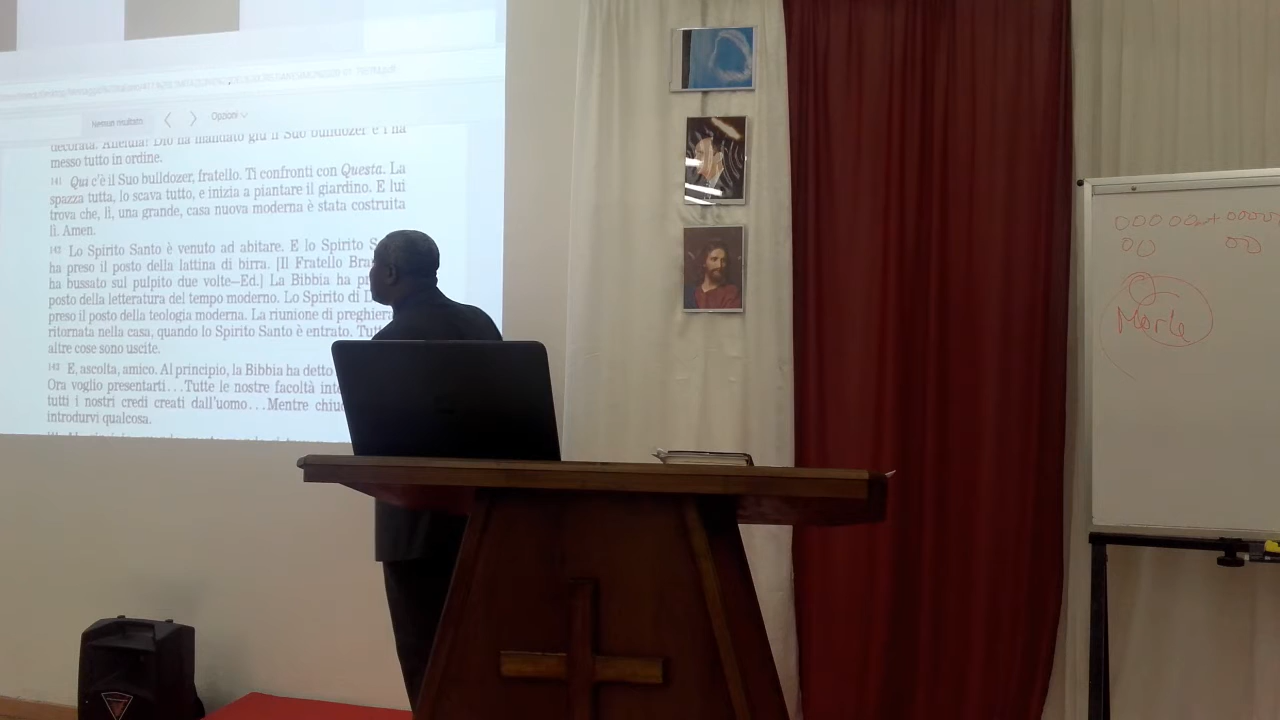 Nessun risultato
Opzioni
decorata. Alleluia! Dio ha mandato giù il Suo bulldozer e l'ha
messo tutto in ordine.
141 Qui c'è il Suo bulldozer, fratello. Ti confronti con Questa. La
spazza tutta, lo scava tutto, e inizia a piantare il giardino. E lui
trova che, lì, una grande, casa nuova moderna è stata costruita
lì. Amen.
142 Lo Spirito Santo è venuto ad abitare. E lo Spirito
ha preso il posto della lattina di birra. [Il Fratello
ha bussato sul pulpito due volte—Ed.] La Bibbia ha
posto della letteratura del tempo moderno. Lo Spirito di
preso il posto della teologia moderna. La riunione di preghiera
ritornata nella casa, quando lo Spirito Santo è entrato.
altre cose sono uscite.
143 E, ascolta, amico. Al principio, la Bibbia ha detto
Ora voglio presentarti...Tutte le nostre facoltà
tutti i nostri credi creati dall'uomo...Mentre
introdurvi qualcosa.
Morte